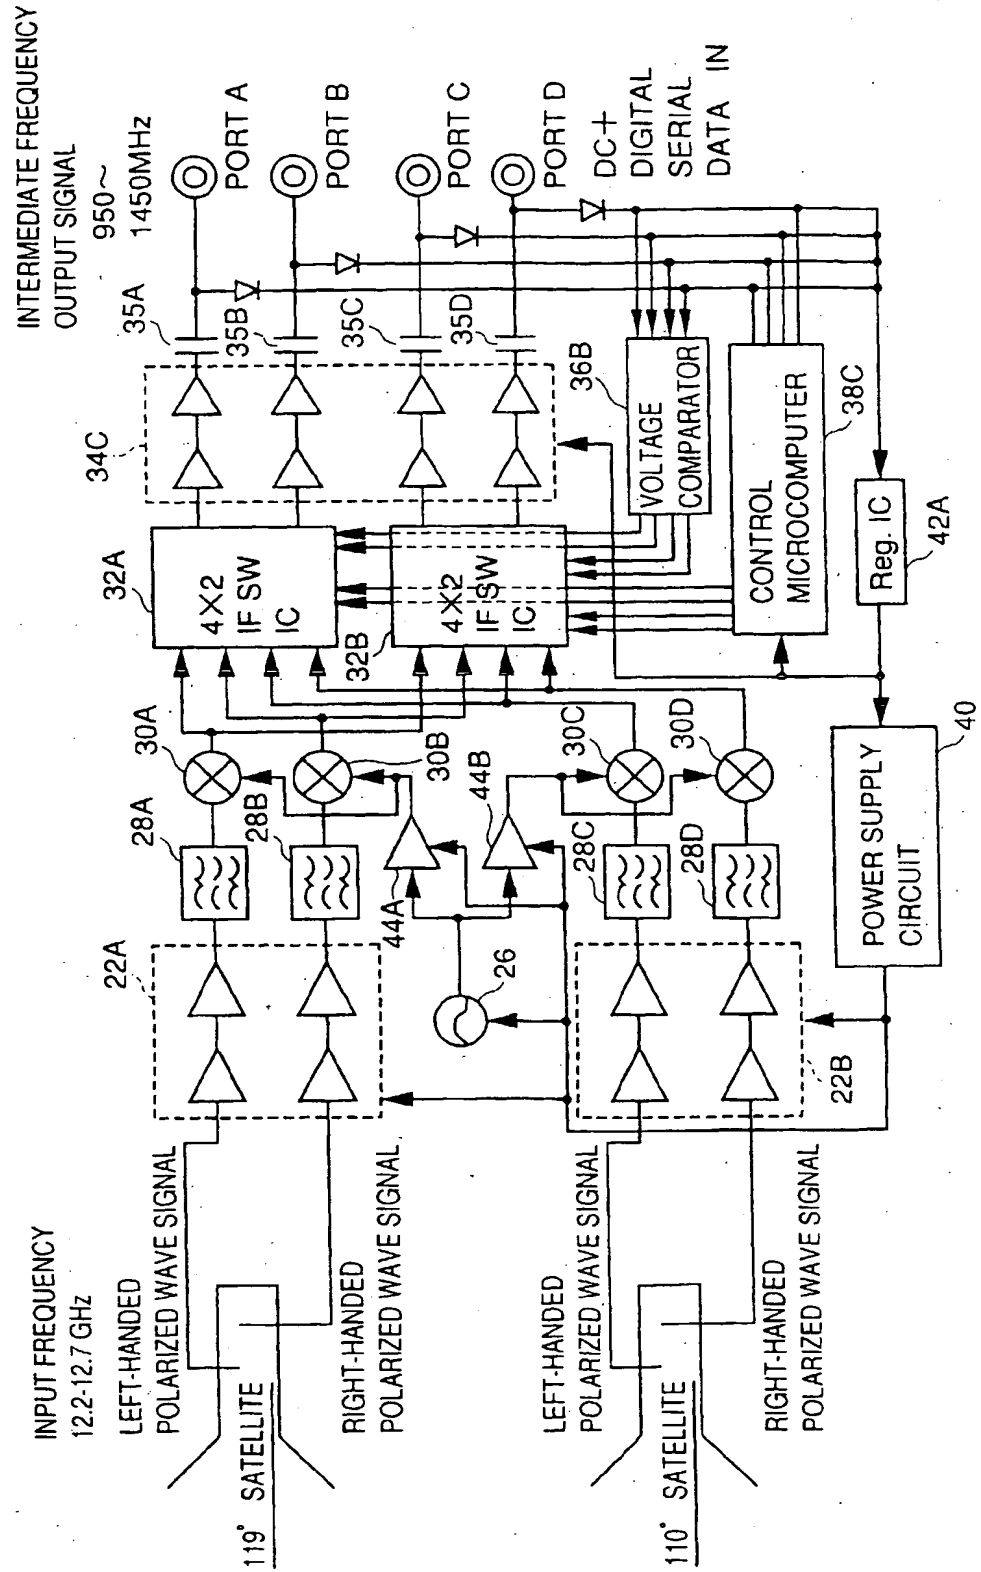 INPUT FREQUENCY
12.2-12.7 GHz
LEFT-HANDED
POLARIZED WAVE SIGNAL
119° SATELLITE
RIGHT-HANDED
POLARIZED WAVE SIGNAL
LEFT-HANDED
POLARIZED WAVE SIGNAL
110° SATELLITE
RIGHT-HANDED
POLARIZED WAVE SIGNAL
22A
22B
26
28A
28B
28C
28D
44A
44B
30A
30B
30C
30D
POWER SUPPLY
CIRCUIT
40
32A
4×2
IF SW
IC
32B
4×2
IF SW
IC
34C
VOLTAGE
COMPARATOR
36B
CONTROL
MICROCOMPUTER
38C
Reg. IC
42A
35A
35B
35C
35D
INTERMEDIATE FREQUENCY
OUTPUT SIGNAL
950~
1450MHz
PORT A
PORT B
PORT C
PORT D
DC+
DIGITAL
SERIAL
DATA IN